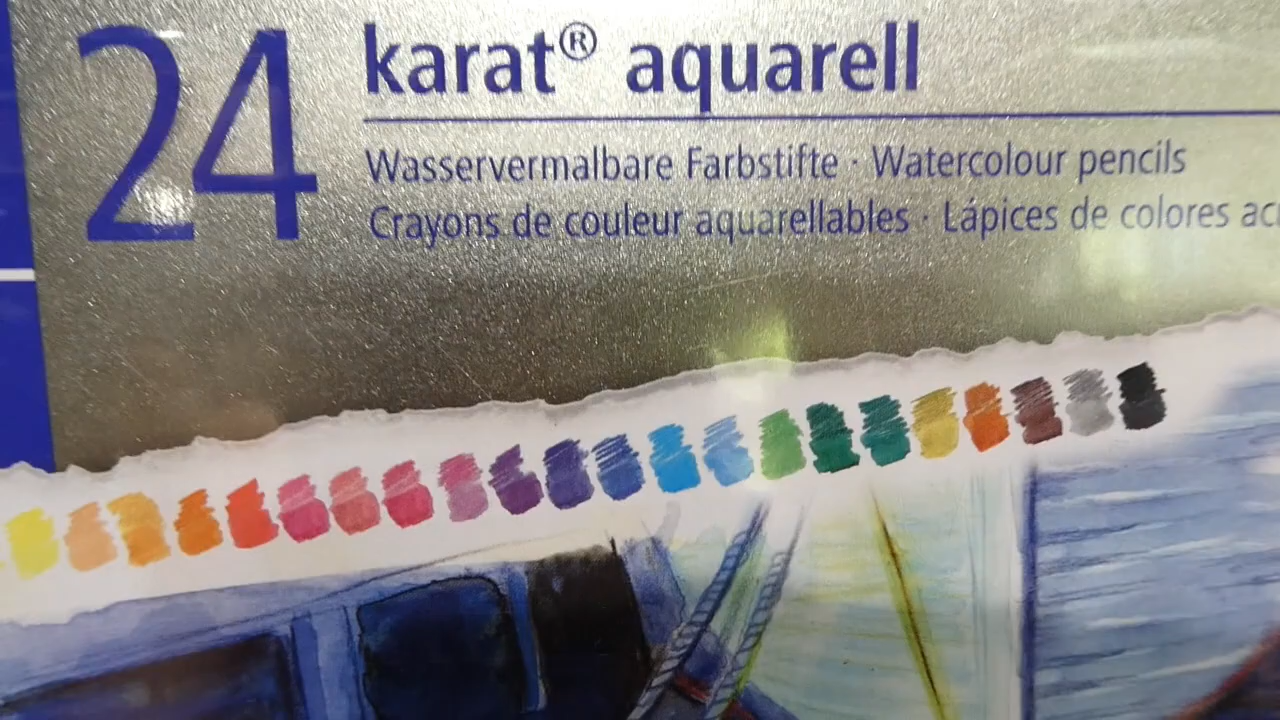 24
karat® aquarell
Wasservermalbare Farbstifte · Watercolour pencils
Crayons de couleur aquarellables · Lápices de colores